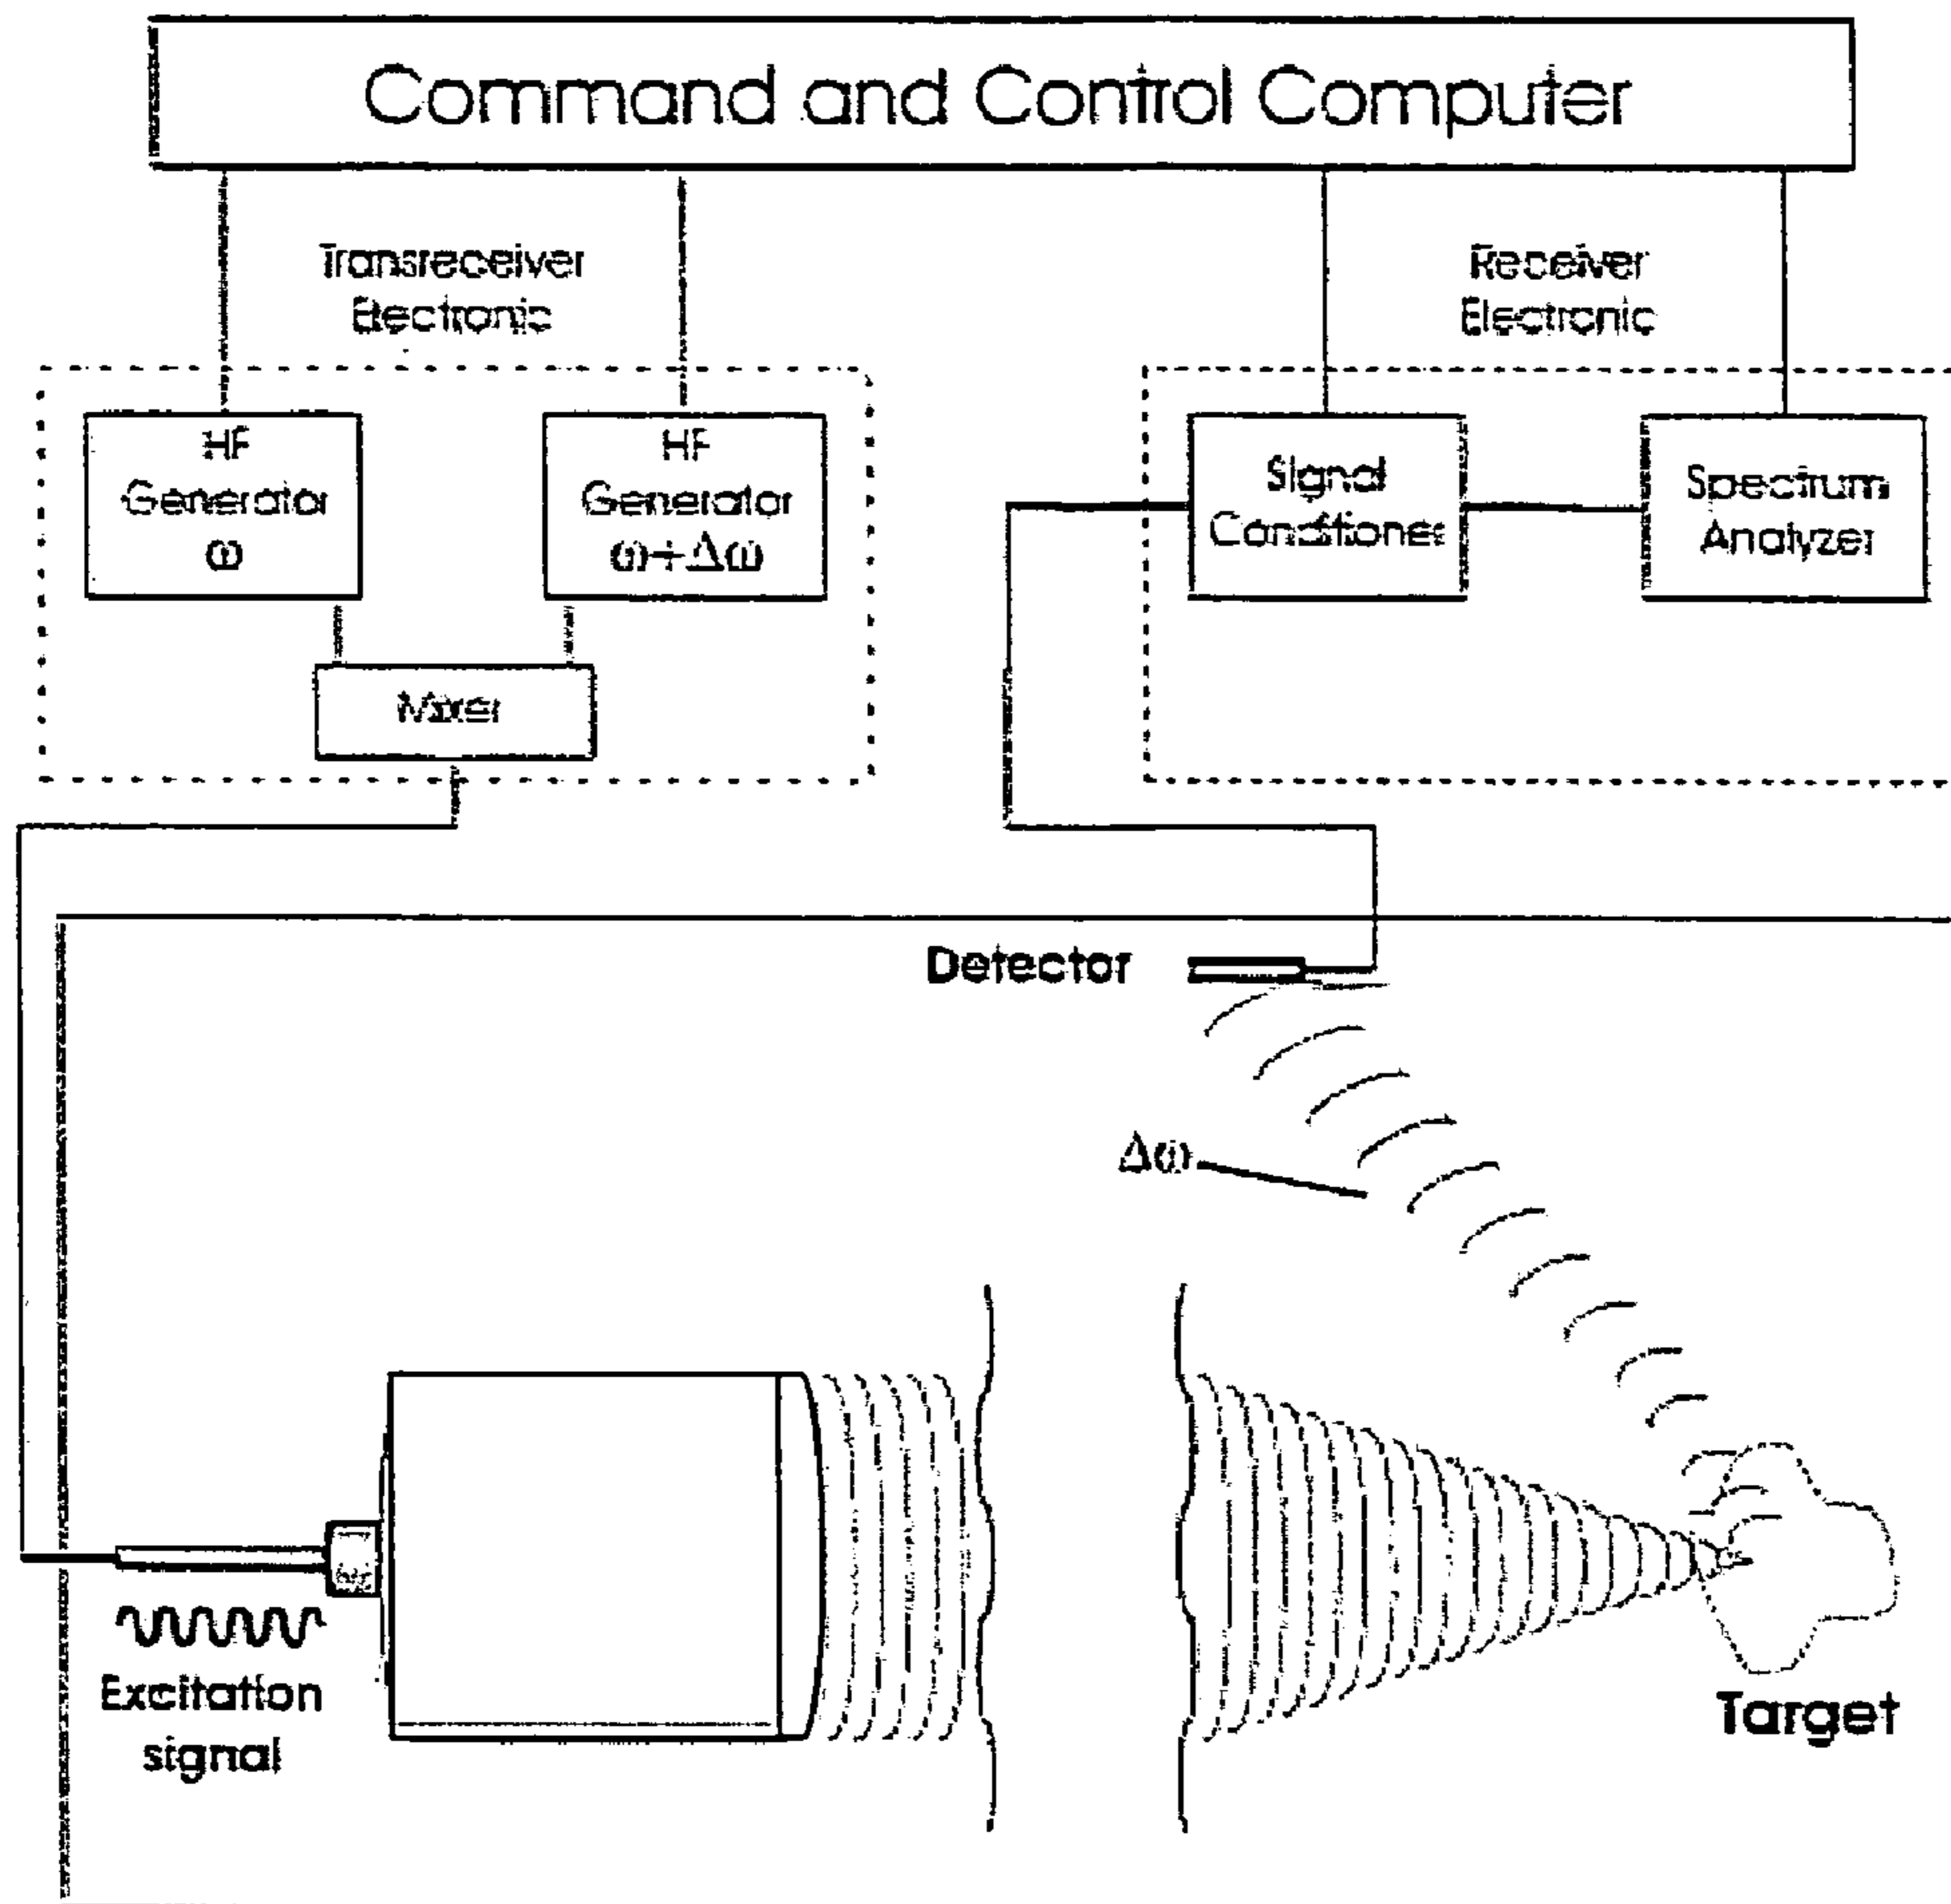 Command and Control Computer
Transreceiver
Electronic
Receiver
Electronic
HF
Generator
ω
HF
Generator
ω+Δω
Signal
Conditioner
Spectrum
Analyzer
Mixer
Detector
Δω
Excitation
signal
Target